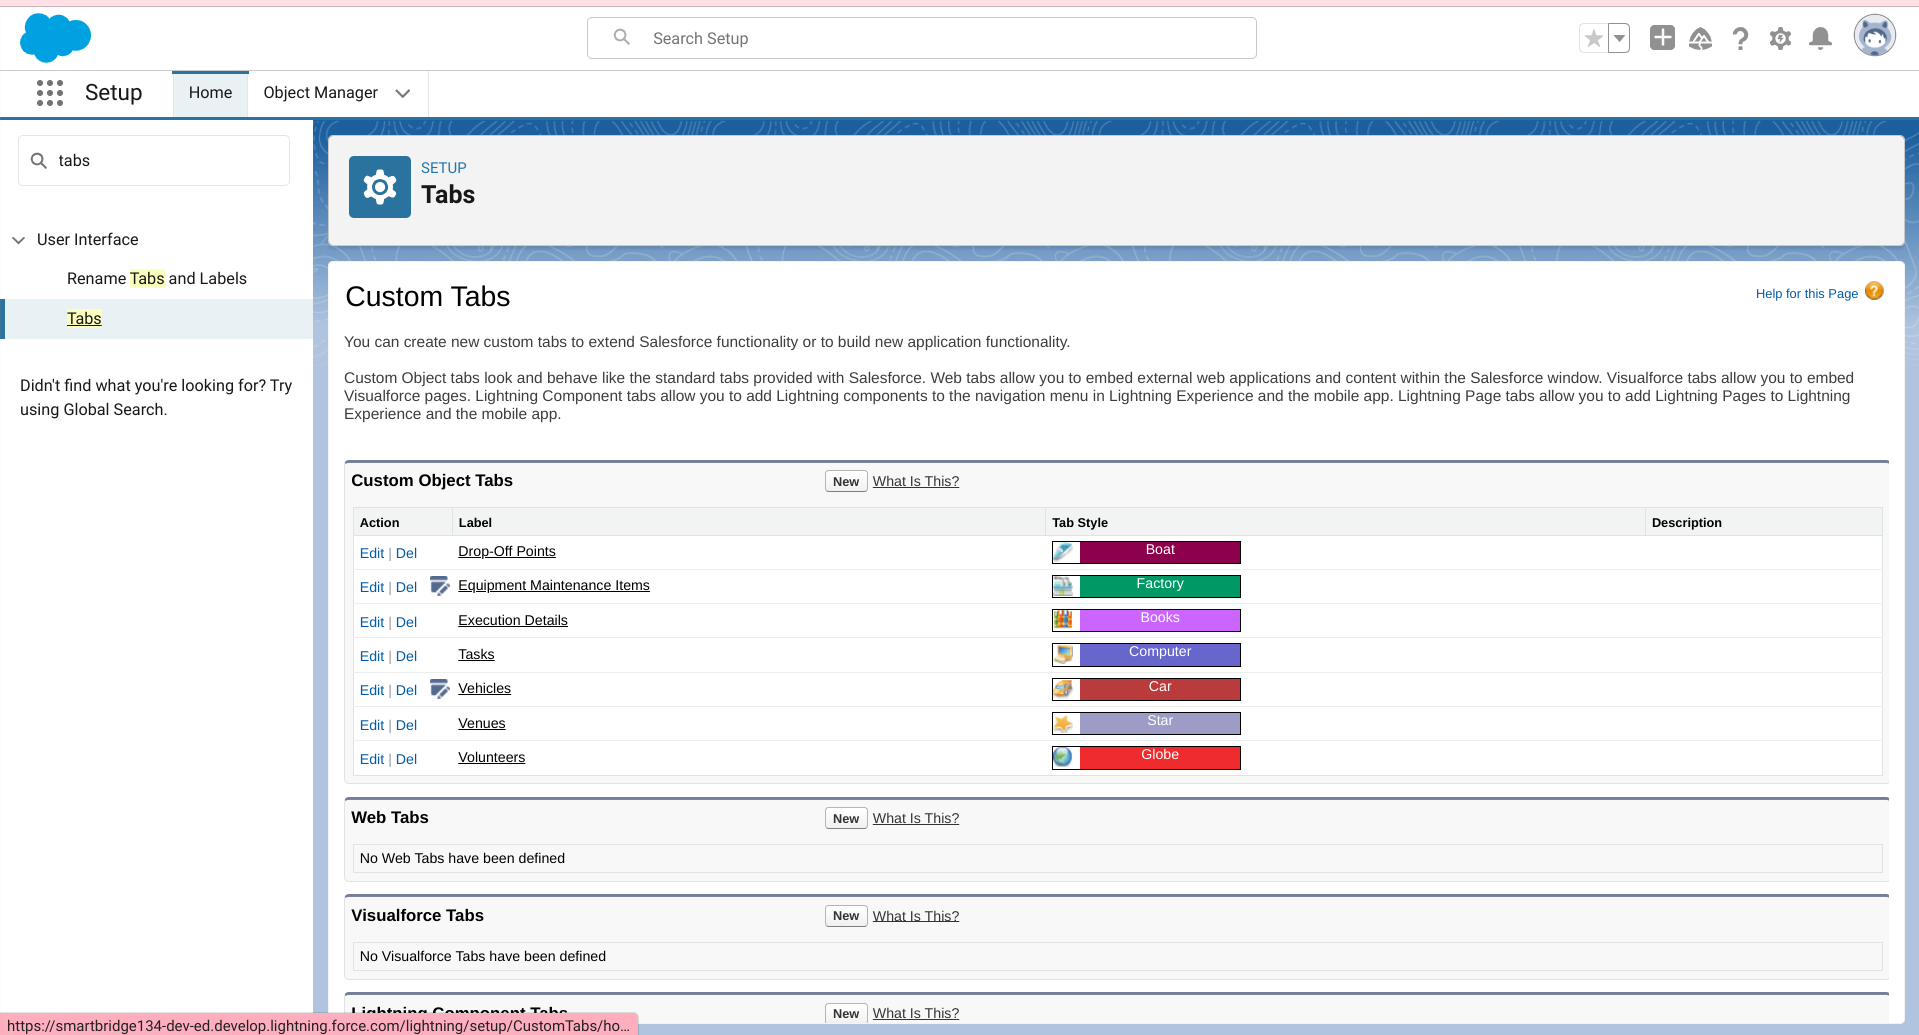 Search Setup
Setup
Home
Object Manager
tabs
User Interface
Rename Tabs and Labels
Tabs
Didn't find what you're looking for? Try
using Global Search.
SETUP
Tabs
Custom Tabs
Help for this Page
You can create new custom tabs to extend Salesforce functionality or to build new application functionality.
Custom Object tabs look and behave like the standard tabs provided with Salesforce. Web tabs allow you to embed external web applications and content within the Salesforce window. Visualforce tabs allow you to embed
Visualforce pages. Lightning Component tabs allow you to add Lightning components to the navigation menu in Lightning Experience and the mobile app. Lightning Page tabs allow you to add Lightning Pages to Lightning
Experience and the mobile app.
Custom Object Tabs New What Is This?
Action Label Tab Style Description
Edit | Del Drop-Off Points Boat
Edit | Del Equipment Maintenance Items Factory
Edit | Del Execution Details Books
Edit | Del Tasks Computer
Edit | Del Vehicles Car
Edit | Del Venues Star
Edit | Del Volunteers Globe
Web Tabs New What Is This?
No Web Tabs have been defined
Visualforce Tabs New What Is This?
No Visualforce Tabs have been defined
Lightning Component Tabs New What Is This?
https://smartbridge134-dev-ed.develop.lightning.force.com/lightning/setup/CustomTabs/ho...